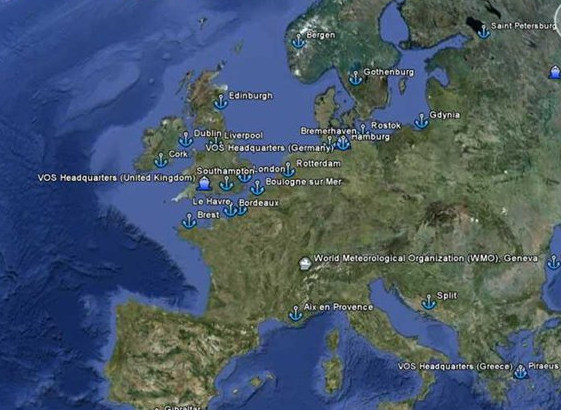 Saint Petersburg
Bergen
Gothenburg
Edinburgh
Gdynia
Rostok
Bremerhaven
Hamburg
Dublin
Liverpool
VOS Headquarters (Germany)
Cork
Rotterdam
Southampton
London
VOS Headquarters (United Kingdom)
Boulogne sur Mer
Le Havre
Bordeaux
Brest
World Meteorological Organization (WMO), Geneva
Split
Aix en Provence
VOS Headquarters (Greece)
Piraeus
Gibraltar